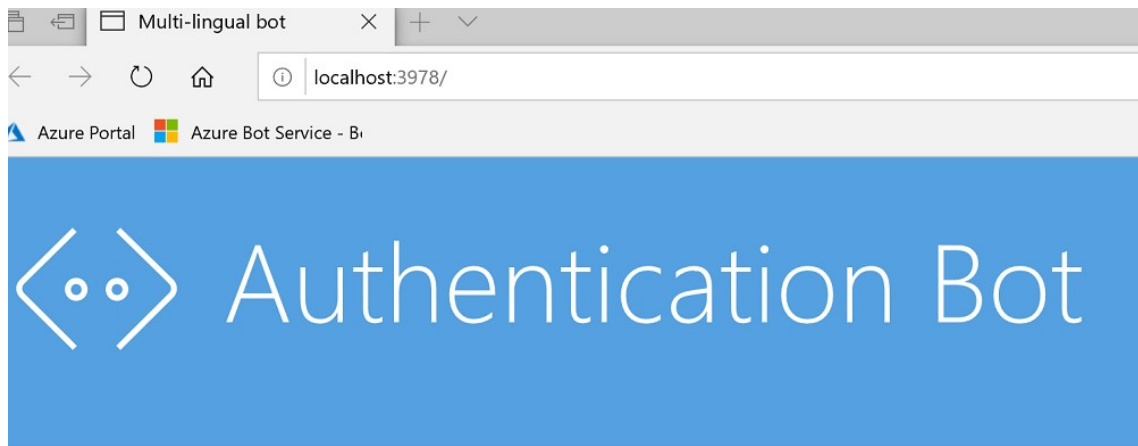 Multi-lingual bot
localhost:3978/
Azure Portal Azure Bot Service - B
Authentication Bot